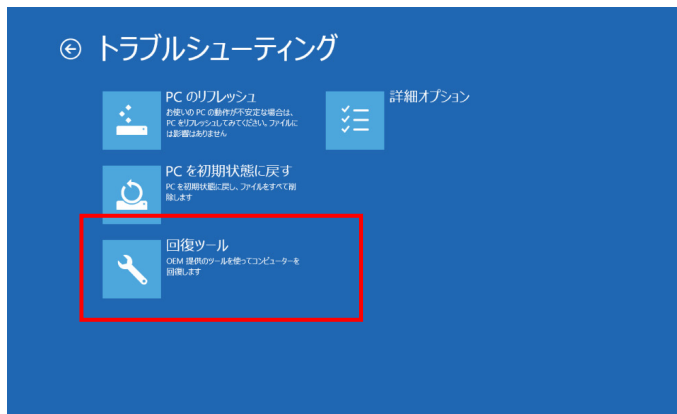 トラブルシューティング
PC のリフレッシュ
お使いの PC の動作が不安定な場合は、
PC をリフレッシュしてみてください。ファイルに
は影響はありません
詳細オプション
PC を初期状態に戻す
PC を初期状態に戻し、ファイルをすべて削
除します
回復ツール
OEM 提供のツールを使ってコンピューターを
回復します